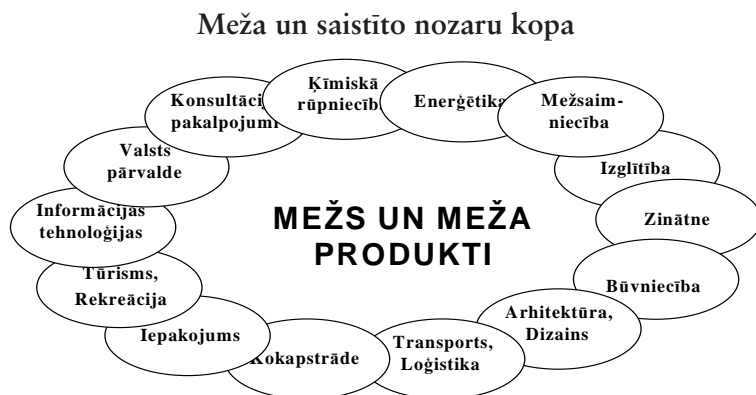 Meža un saistīto nozaru kopa
Ķīmiskā
rūpniecība
Enerģētika
Mežsaim-
niecība
Izglītība
Zinātne
Būvniecība
Arhitektūra,
Dizains
Transports,
Loģistika
Kokapstrāde
Iepakojums
Tūrisms,
Rekreācija
Informācijas
tehnoloģijas
Valsts
pārvalde
Konsultāciju
pakalpojumi
MEŽS UN MEŽA
PRODUKTI